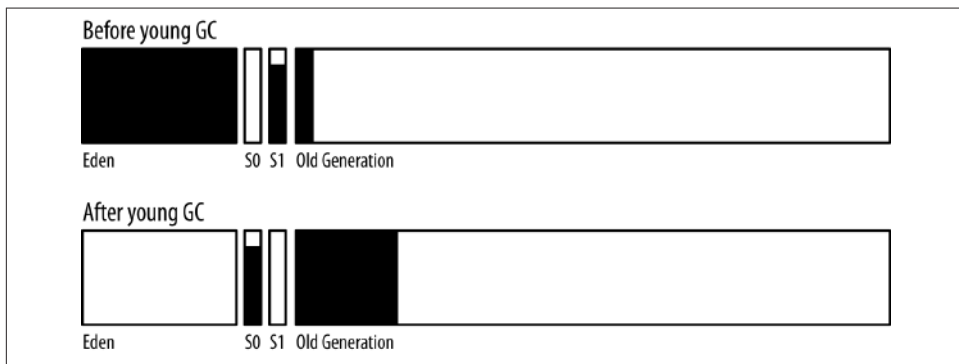 Before young GC
Eden S0 S1 Old Generation
After young GC
Eden S0 S1 Old Generation